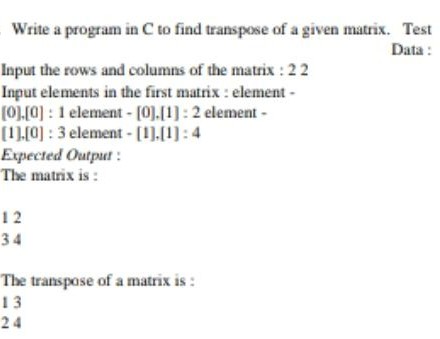 Write a program in C to find transpose of a given matrix. Test
Data :
Input the rows and columns of the matrix : 2 2
Input elements in the first matrix : element -
[0],[0] : 1 element - [0],[1] : 2 element -
[1],[0] : 3 element - [1],[1] : 4
Expected Output :
The matrix is :
1 2
3 4
The transpose of a matrix is :
1 3
2 4